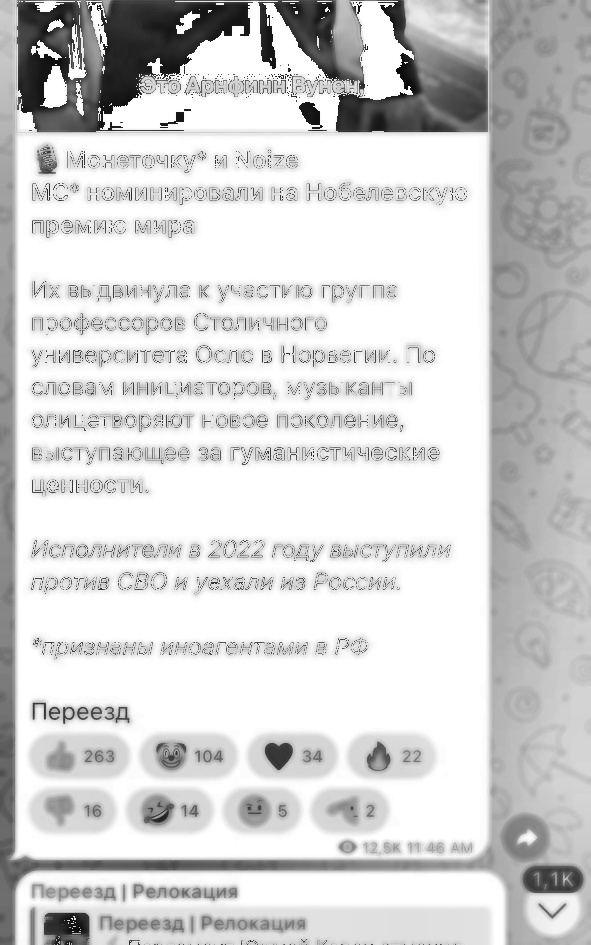 Это Арнфинн Вунен
Монеточку* и Noize
МС* номинировали на Нобелевскую
премию мира
Их выдвинула к участию группа
профессоров Столичного
университета Осло в Норвегии. По
словам инициаторов, музыканты
олицетворяют новое поколение,
выступающее за гуманистические
ценности.
Исполнители в 2022 году выступили
против СВО и уехали из России.
*признаны иноагентами в РФ
Переезд
263 104 34 22
16 14 5 2
12,5K 11:46 AM
1,1K
Переезд | Релокация
Переезд | Релокация